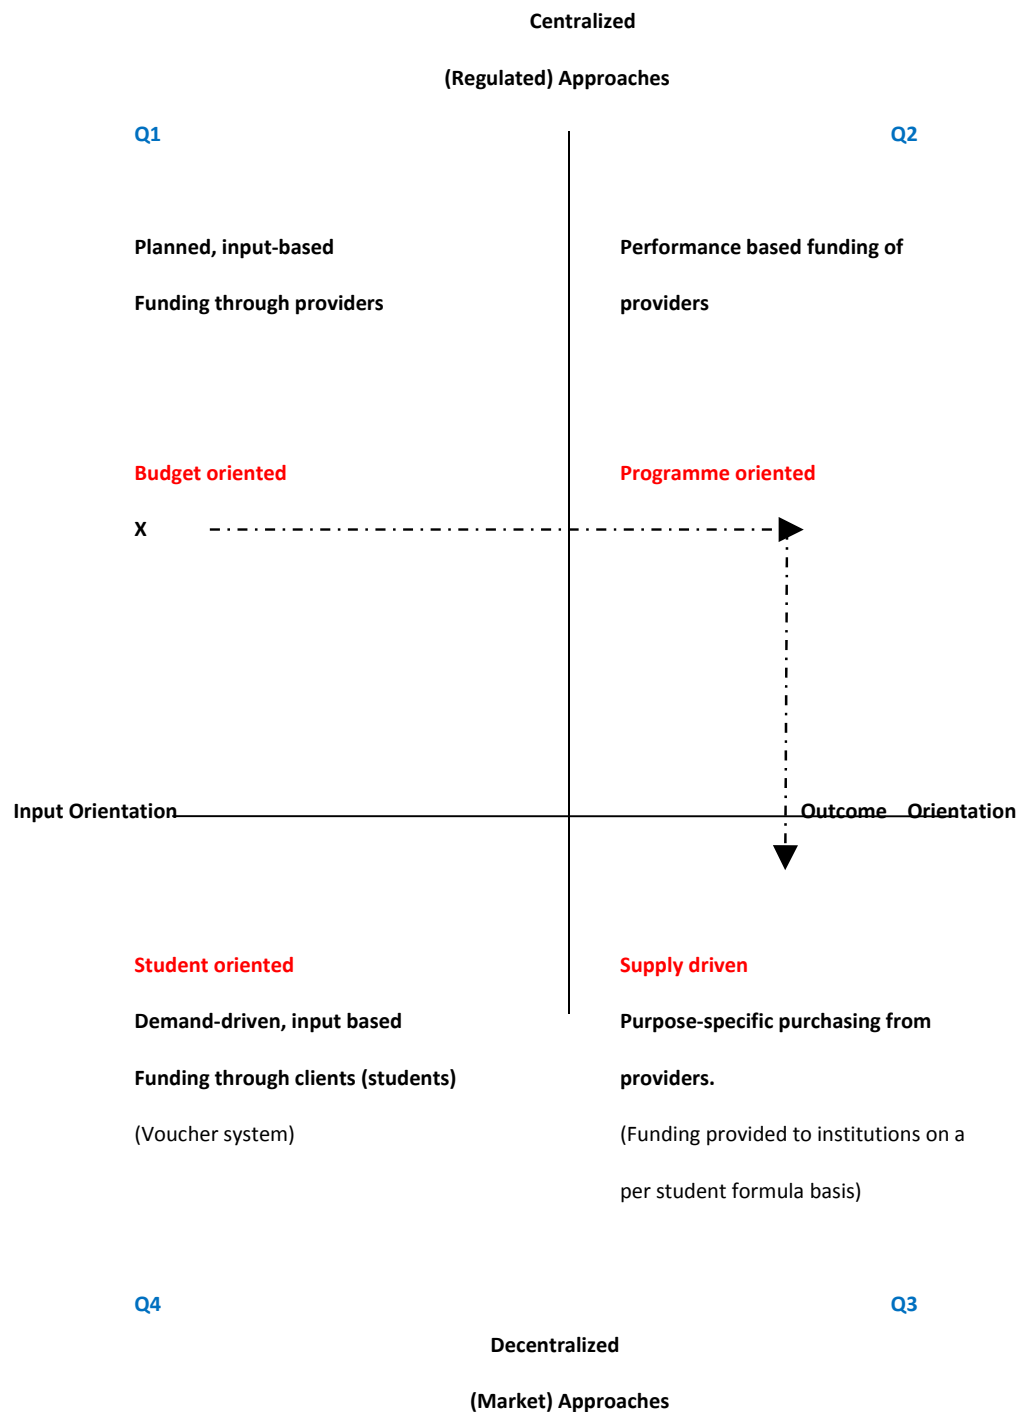 Centralized
(Regulated) Approaches
Q1
Q2
Planned, input-based
Funding through providers
Performance based funding of
providers
Budget oriented
X
Programme oriented
Input Orientation
Outcome Orientation
Student oriented
Demand-driven, input based
Funding through clients (students)
(Voucher system)
Supply driven
Purpose-specific purchasing from
providers.
(Funding provided to institutions on a
per student formula basis)
Q4
Q3
Decentralized
(Market) Approaches